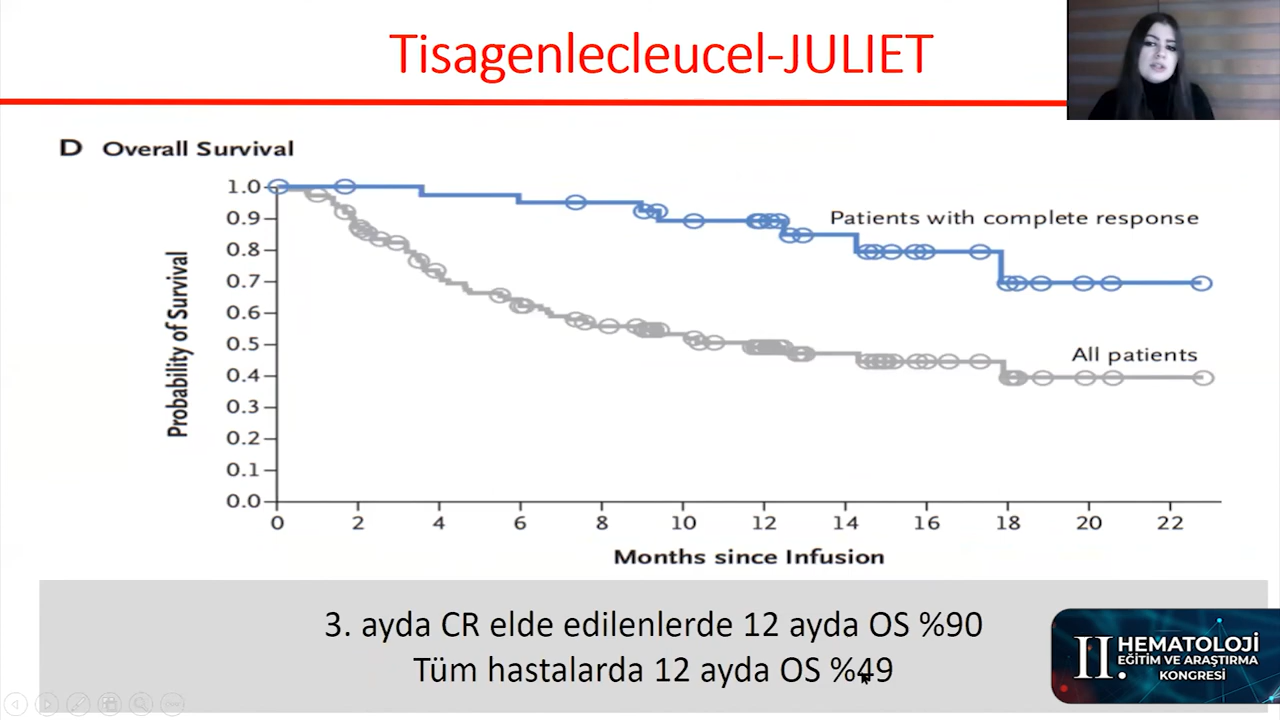 Tisagenlecleucel-JULIET
D Overall Survival
Probability of Survival
1.0
0.9
0.8
0.7
0.6
0.5
0.4
0.3
0.2
0.1
0.0
Patients with complete response
All patients
0 2 4 6 8 10 12 14 16 18 20 22
Months since Infusion
3. ayda CR elde edilenlerde 12 ayda OS %90
Tüm hastalarda 12 ayda OS %49
II. HEMATOLOJİ
EĞİTİM VE ARAŞTIRMA
KONGRESİ